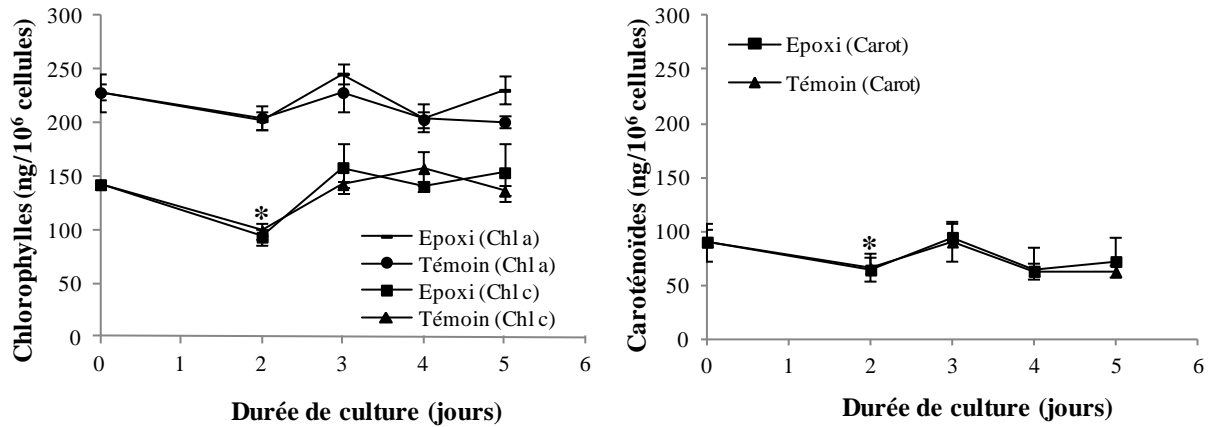 Chlorophylles (ng/10⁶ cellules)
300
250
200
150
100
50
0
*
Epoxi (Chl a)
Témoin (Chl a)
Epoxi (Chl c)
Témoin (Chl c)
0 1 2 3 4 5 6
Durée de culture (jours)
Caroténoïdes (ng/10⁶ cellules)
300
250
200
150
100
50
0
Epoxi (Carot)
Témoin (Carot)
*
0 1 2 3 4 5 6
Durée de culture (jours)